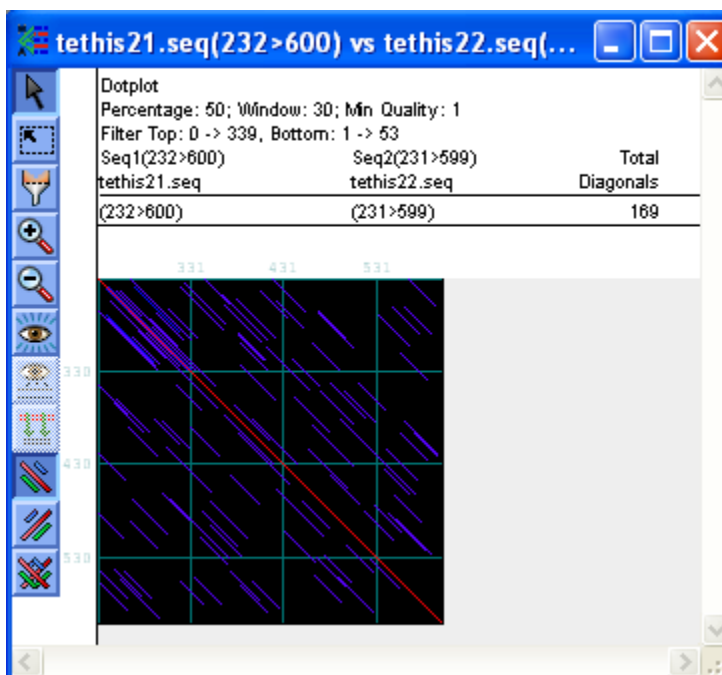 tethis21.seq(232>600) vs tethis22.seq(...
Dotplot
Percentage: 50; Window: 30; Min Quality: 1
Filter Top: 0 -> 339, Bottom: 1 -> 53
Seq1(232>600) Seq2(231>599) Total
tethis21.seq tethis22.seq Diagonals
(232>600) (231>599) 169
331 431 531
330
430
530